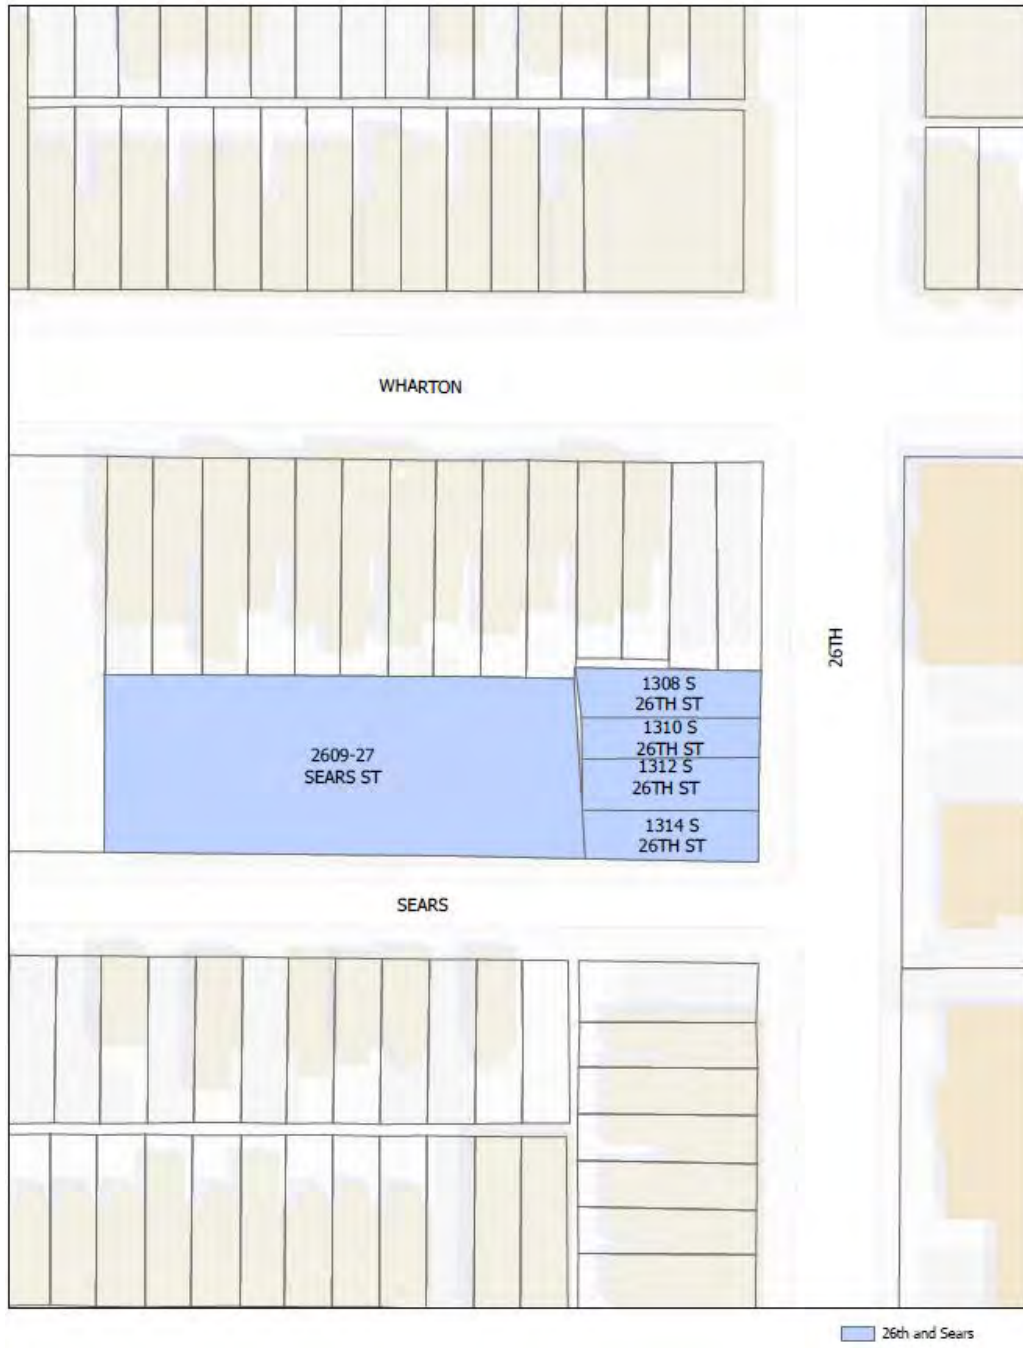 WHARTON
26TH
1308 S
26TH ST
1310 S
26TH ST
1312 S
26TH ST
2609-27
SEARS ST
1314 S
26TH ST
SEARS
26th and Sears